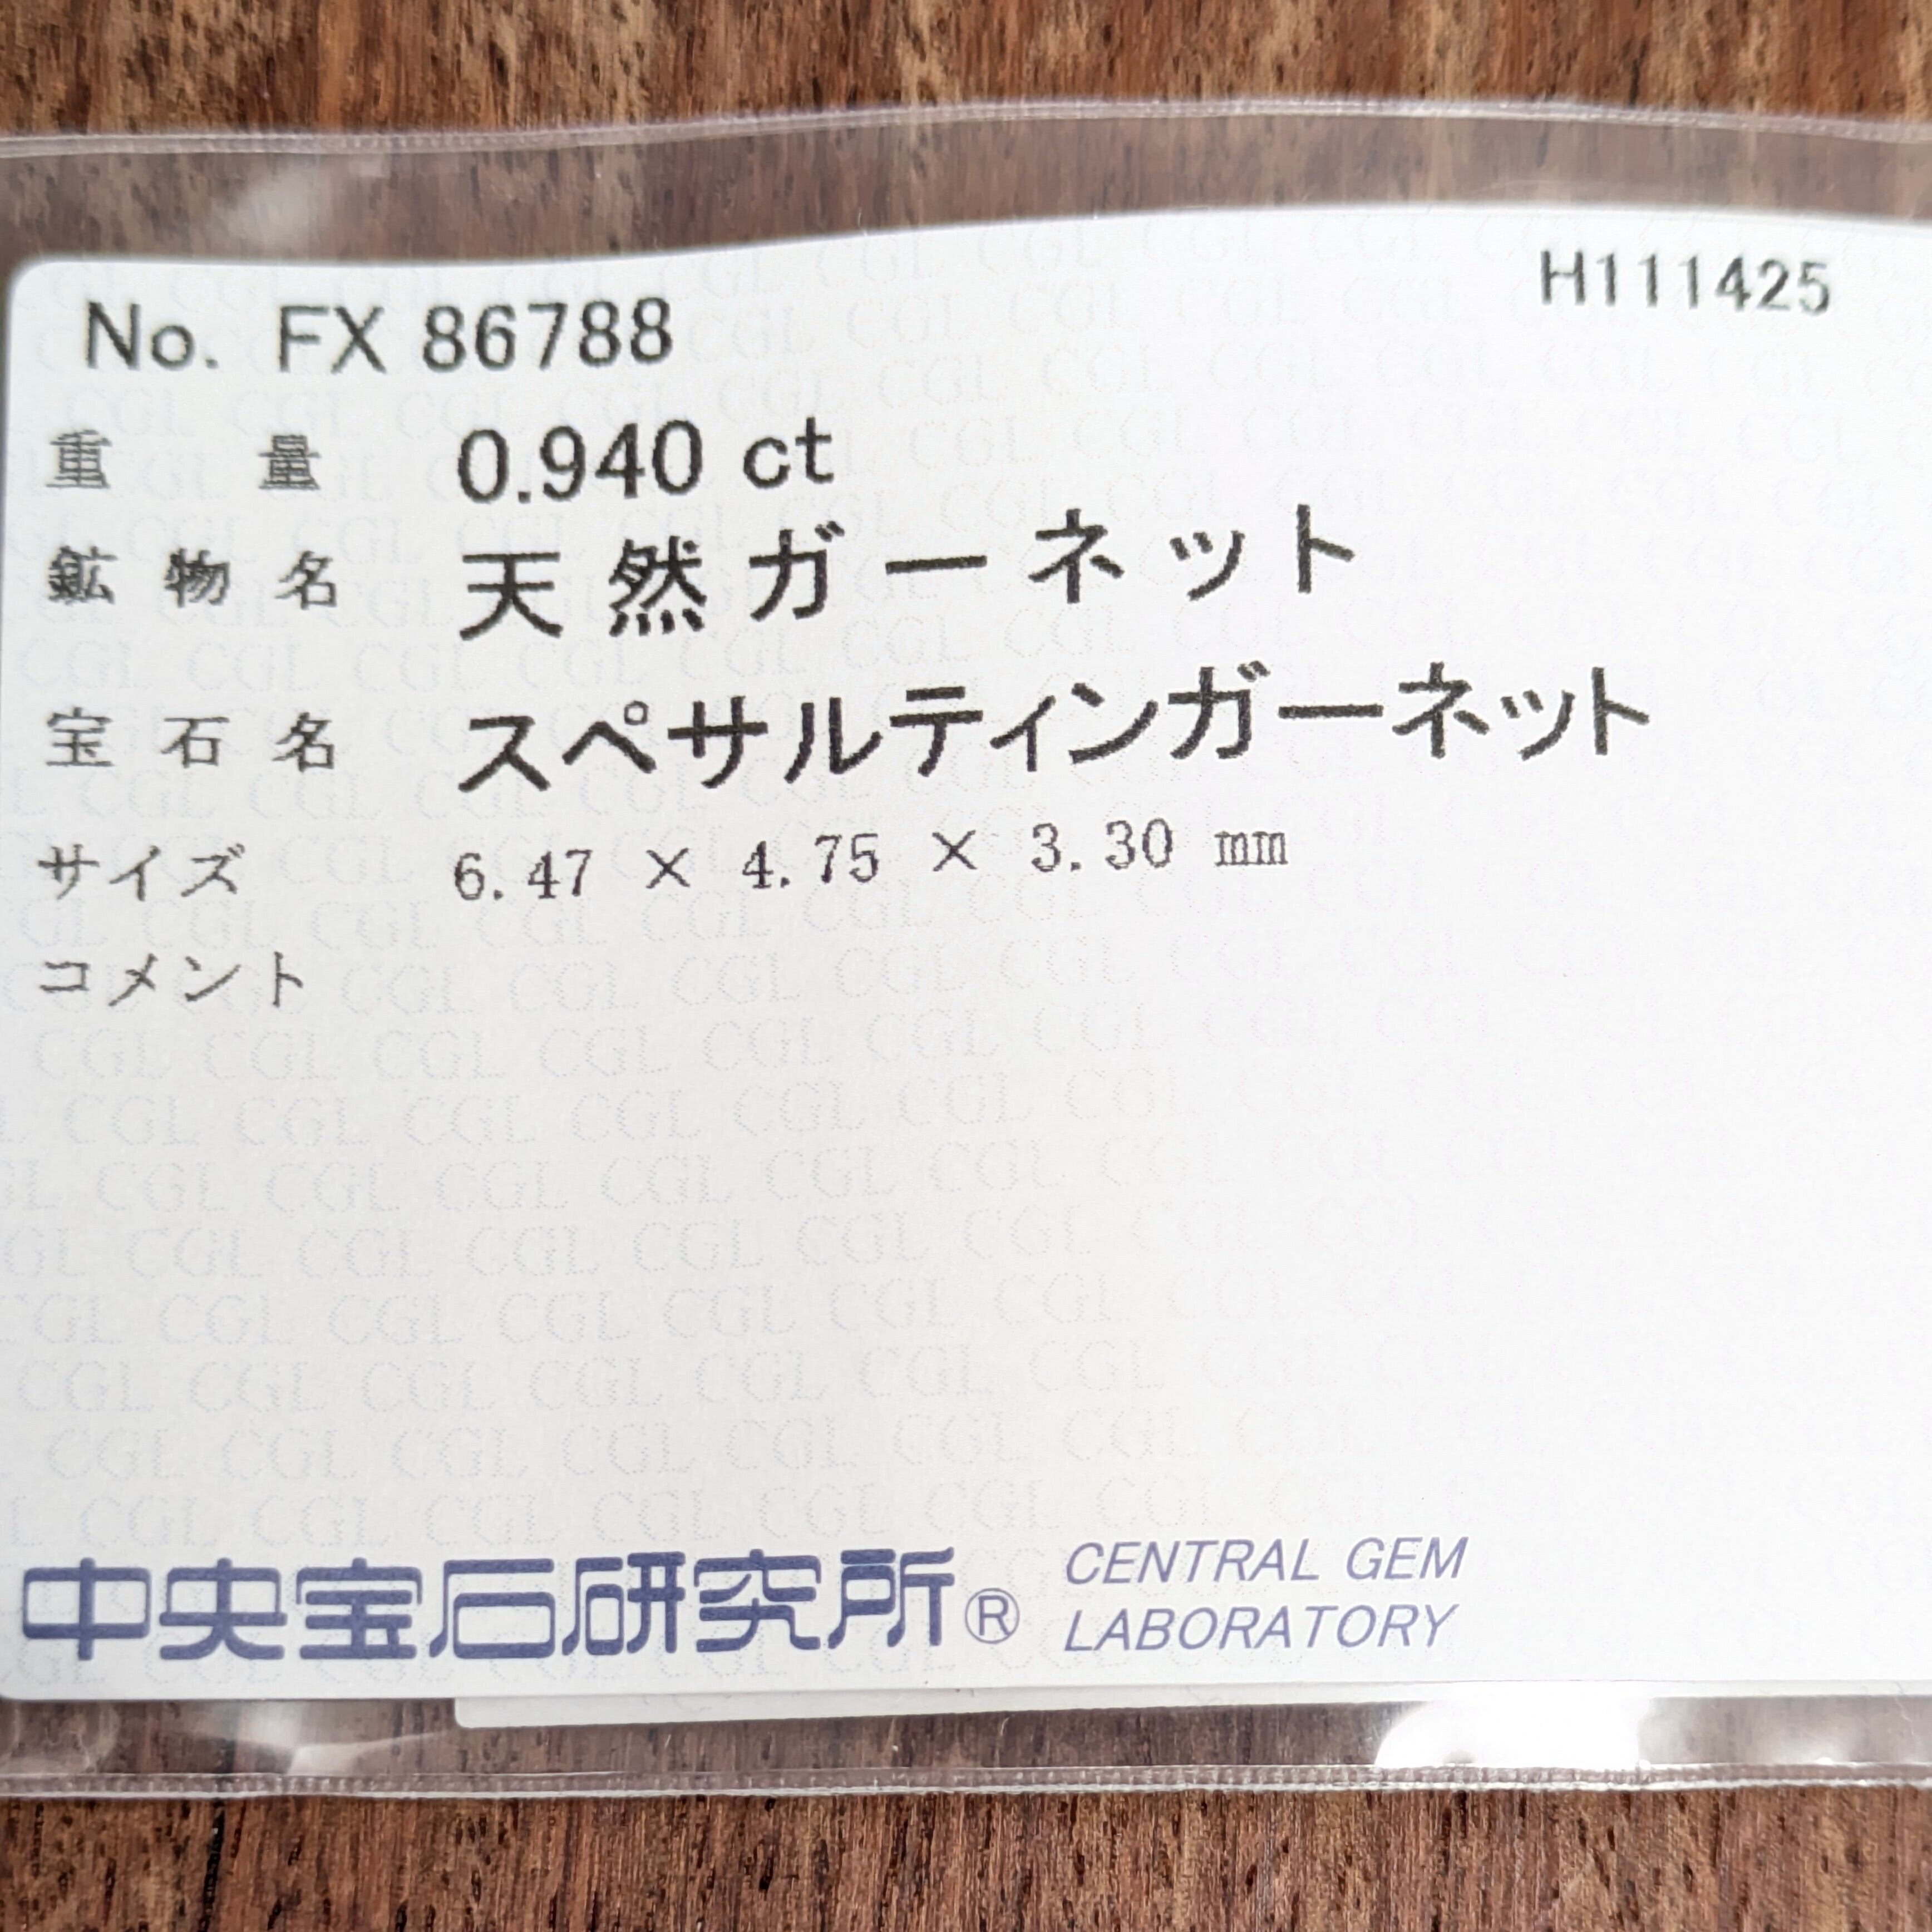 No. FX 86788
H111425
重量 0.940 ct
鉱物名 天然ガーネット
宝石名 スペサルティンガーネット
サイズ 6.47 × 4.75 × 3.30 mm
コメント
中央宝石研究所® CENTRAL GEM
LABORATORY